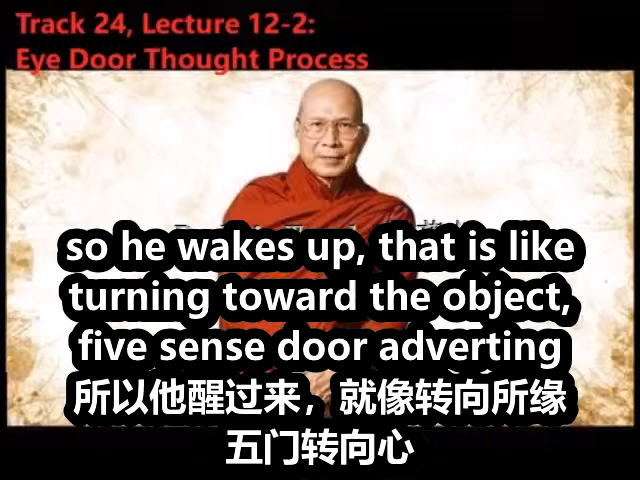 Track 24, Lecture 12-2:
Eye Door Thought Process
so he wakes up, that is like
turning toward the object,
five sense door adverting
所以他醒过来，就像转向所缘
五门转向心